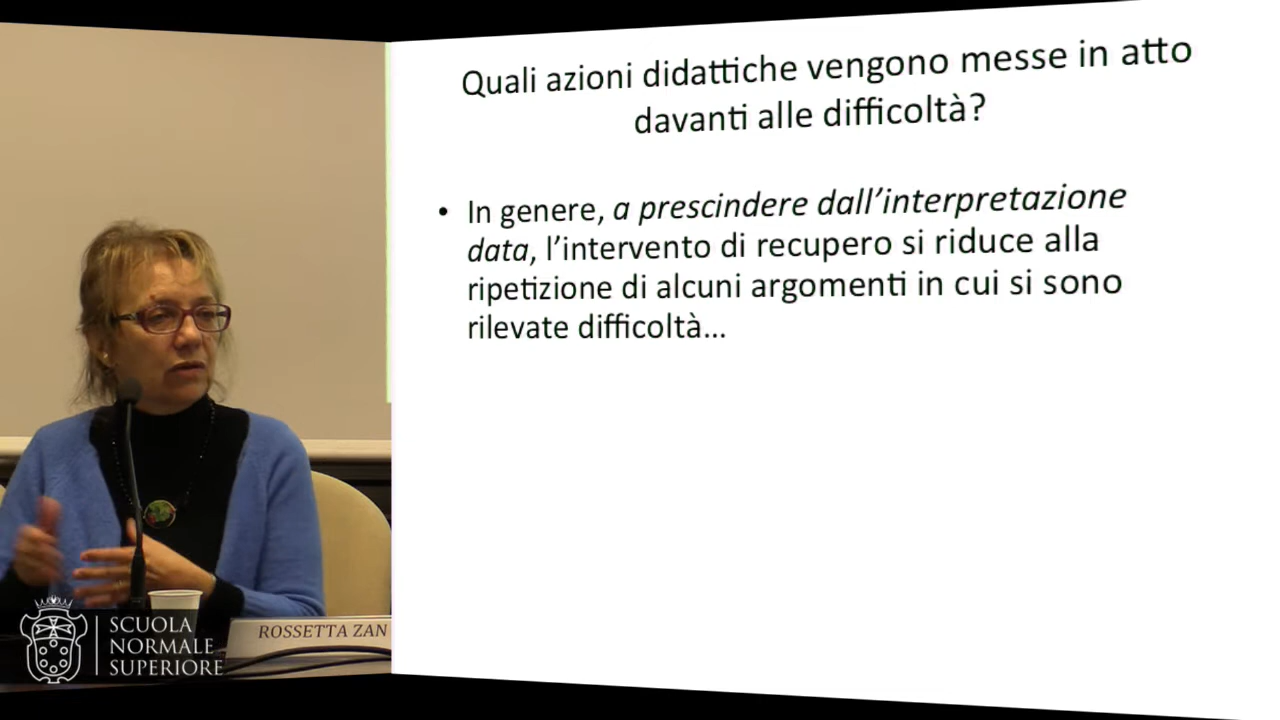 Quali azioni didattiche vengono messe in atto
davanti alle difficoltà?
• In genere, a prescindere dall'interpretazione
data, l'intervento di recupero si riduce alla
ripetizione di alcuni argomenti in cui si sono
rilevate difficoltà...
ROSSETTA ZAN
SCUOLA
NORMALE
SUPERIORE